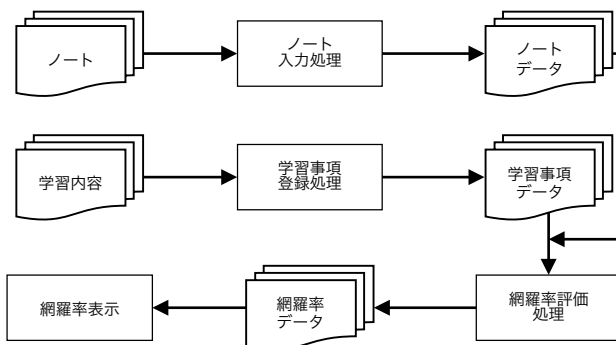 ノート
ノート
入力処理
ノート
データ
学習内容
学習事項
登録処理
学習事項
データ
網羅率表示
網羅率
データ
網羅率評価
処理